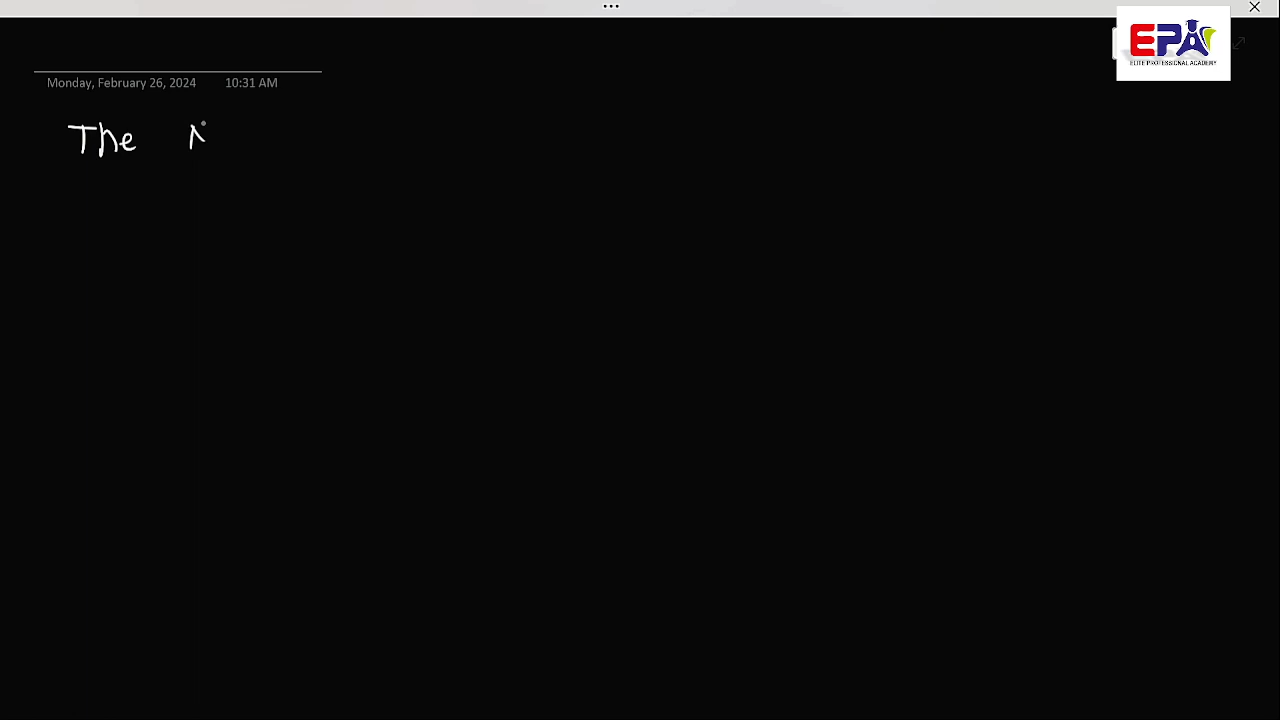 EPA
ELITE PROFESSIONAL ACADEMY
Monday, February 26, 2024 10:31 AM
The